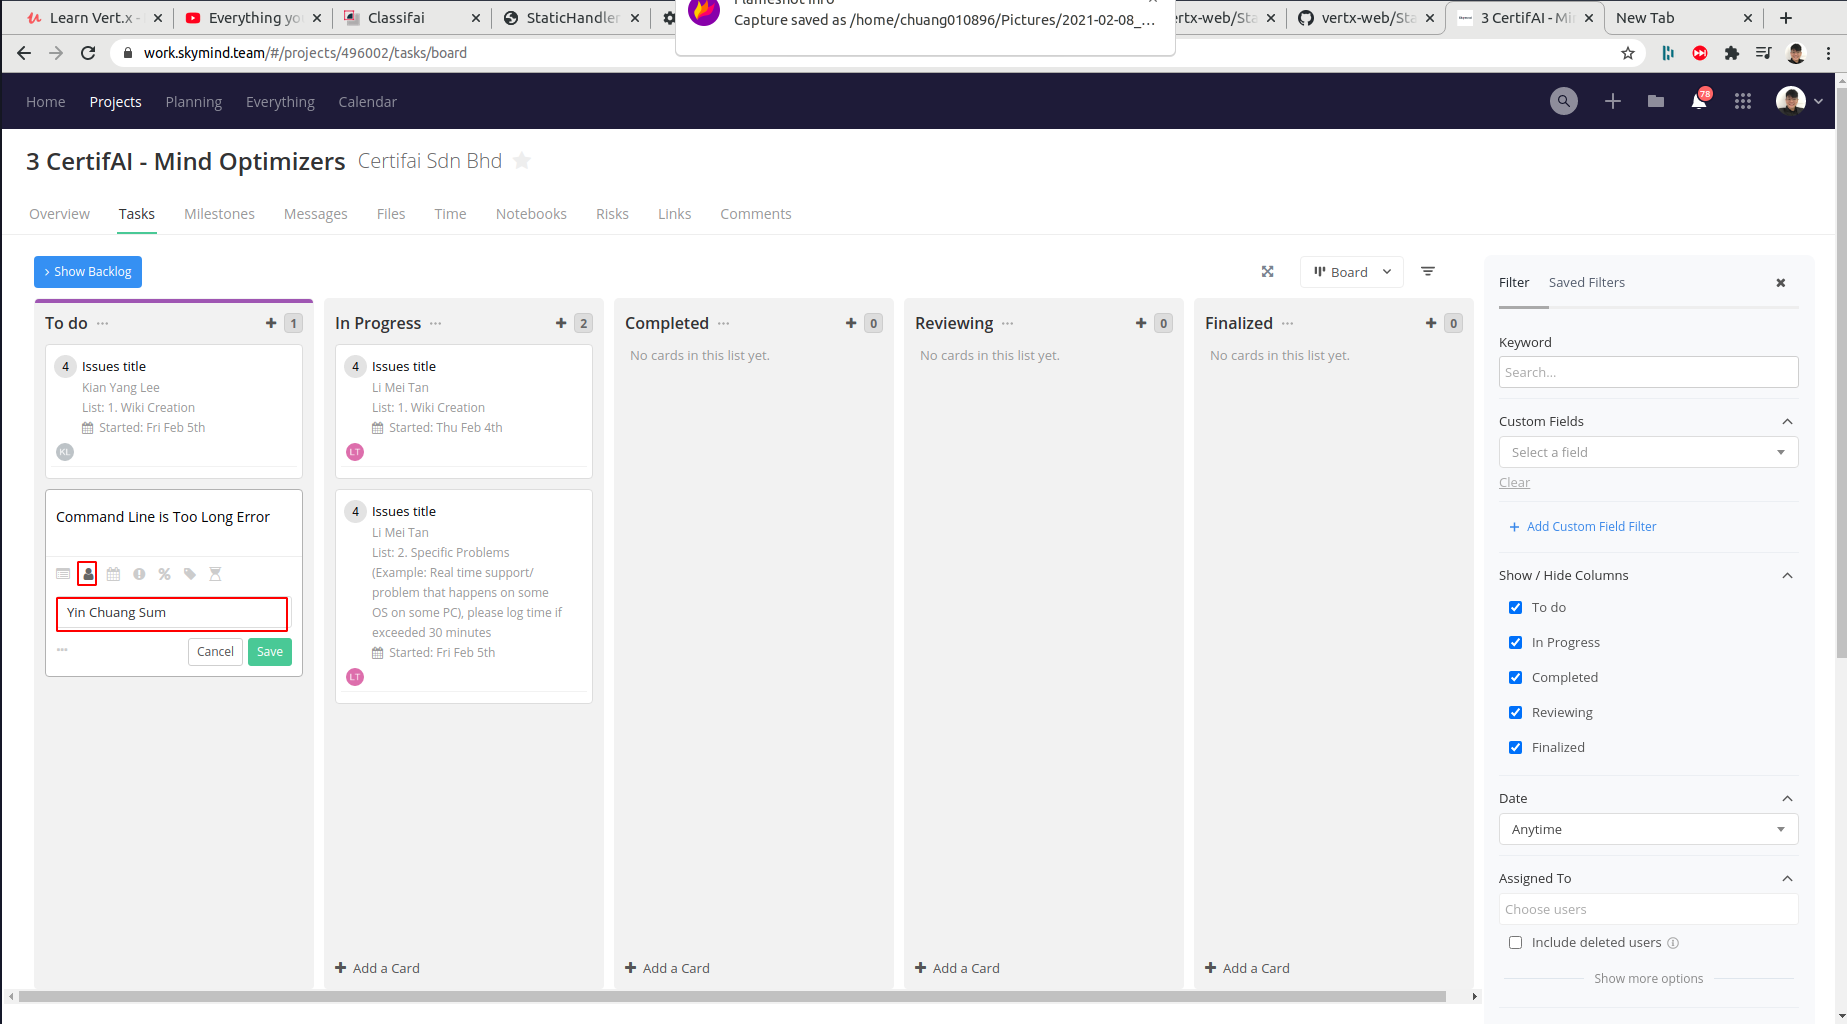 Learn Vert.x -
Everything yo
Classifai
StaticHandler
Flameshot Info
Capture saved as /home/chuang010896/Pictures/2021-02-08_...
ertx-web/Sta
vertx-web/Sta
3 CertifAI - Mi
New Tab
work.skymind.team/#/projects/496002/tasks/board
Home
Projects
Planning
Everything
Calendar
78
3 CertifAI - Mind Optimizers
Certifai Sdn Bhd
Overview
Tasks
Milestones
Messages
Files
Time
Notebooks
Risks
Links
Comments
Show Backlog
Board
To do
1
4
Issues title
Kian Yang Lee
List: 1. Wiki Creation
Started: Fri Feb 5th
KL
Command Line is Too Long Error
Yin Chuang Sum
Cancel
Save
In Progress
2
4
Issues title
Li Mei Tan
List: 1. Wiki Creation
Started: Thu Feb 4th
LT
4
Issues title
Li Mei Tan
List: 2. Specific Problems
(Example: Real time support/
problem that happens on some
OS on some PC), please log time if
exceeded 30 minutes
Started: Fri Feb 5th
LT
Add a Card
Completed
0
No cards in this list yet.
Add a Card
Reviewing
0
No cards in this list yet.
Add a Card
Finalized
0
No cards in this list yet.
Add a Card
Filter
Saved Filters
Keyword
Search...
Custom Fields
Select a field
Clear
+ Add Custom Field Filter
Show / Hide Columns
To do
In Progress
Completed
Reviewing
Finalized
Date
Anytime
Assigned To
Choose users
Include deleted users
Show more options